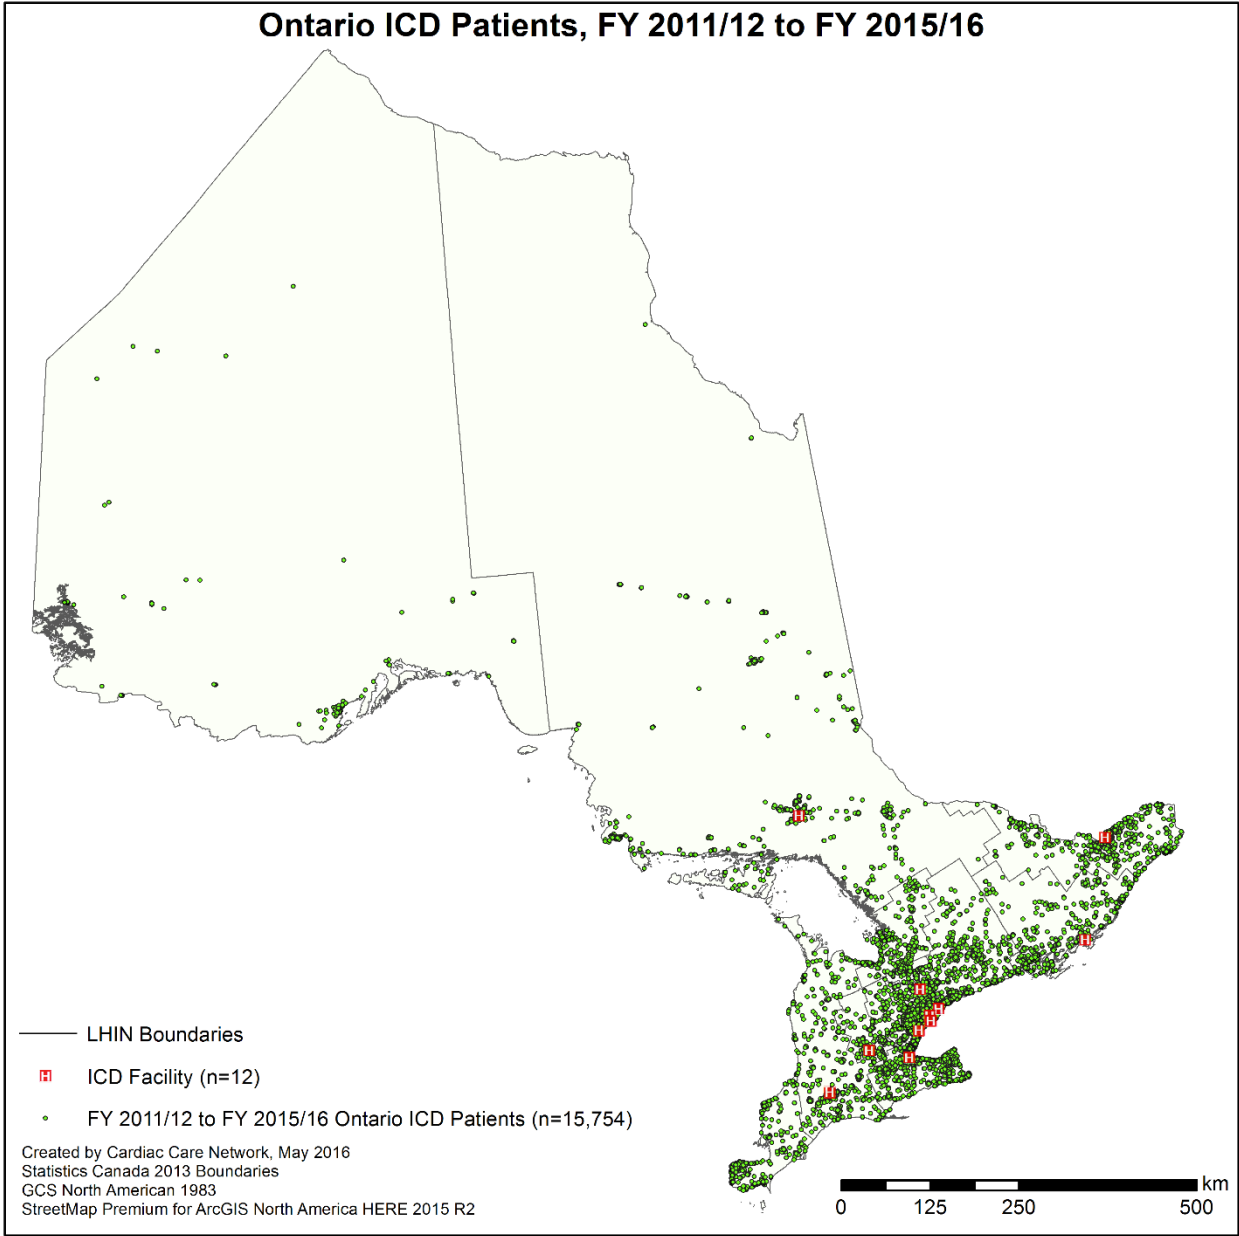 Ontario ICD Patients, FY 2011/12 to FY 2015/16
H
H
H
H
H
H
H
H
H
H
H
LHIN Boundaries
H ICD Facility (n=12)
FY 2011/12 to FY 2015/16 Ontario ICD Patients (n=15,754)
Created by Cardiac Care Network, May 2016
Statistics Canada 2013 Boundaries
GCS North American 1983
StreetMap Premium for ArcGIS North America HERE 2015 R2
km
0 125 250 500